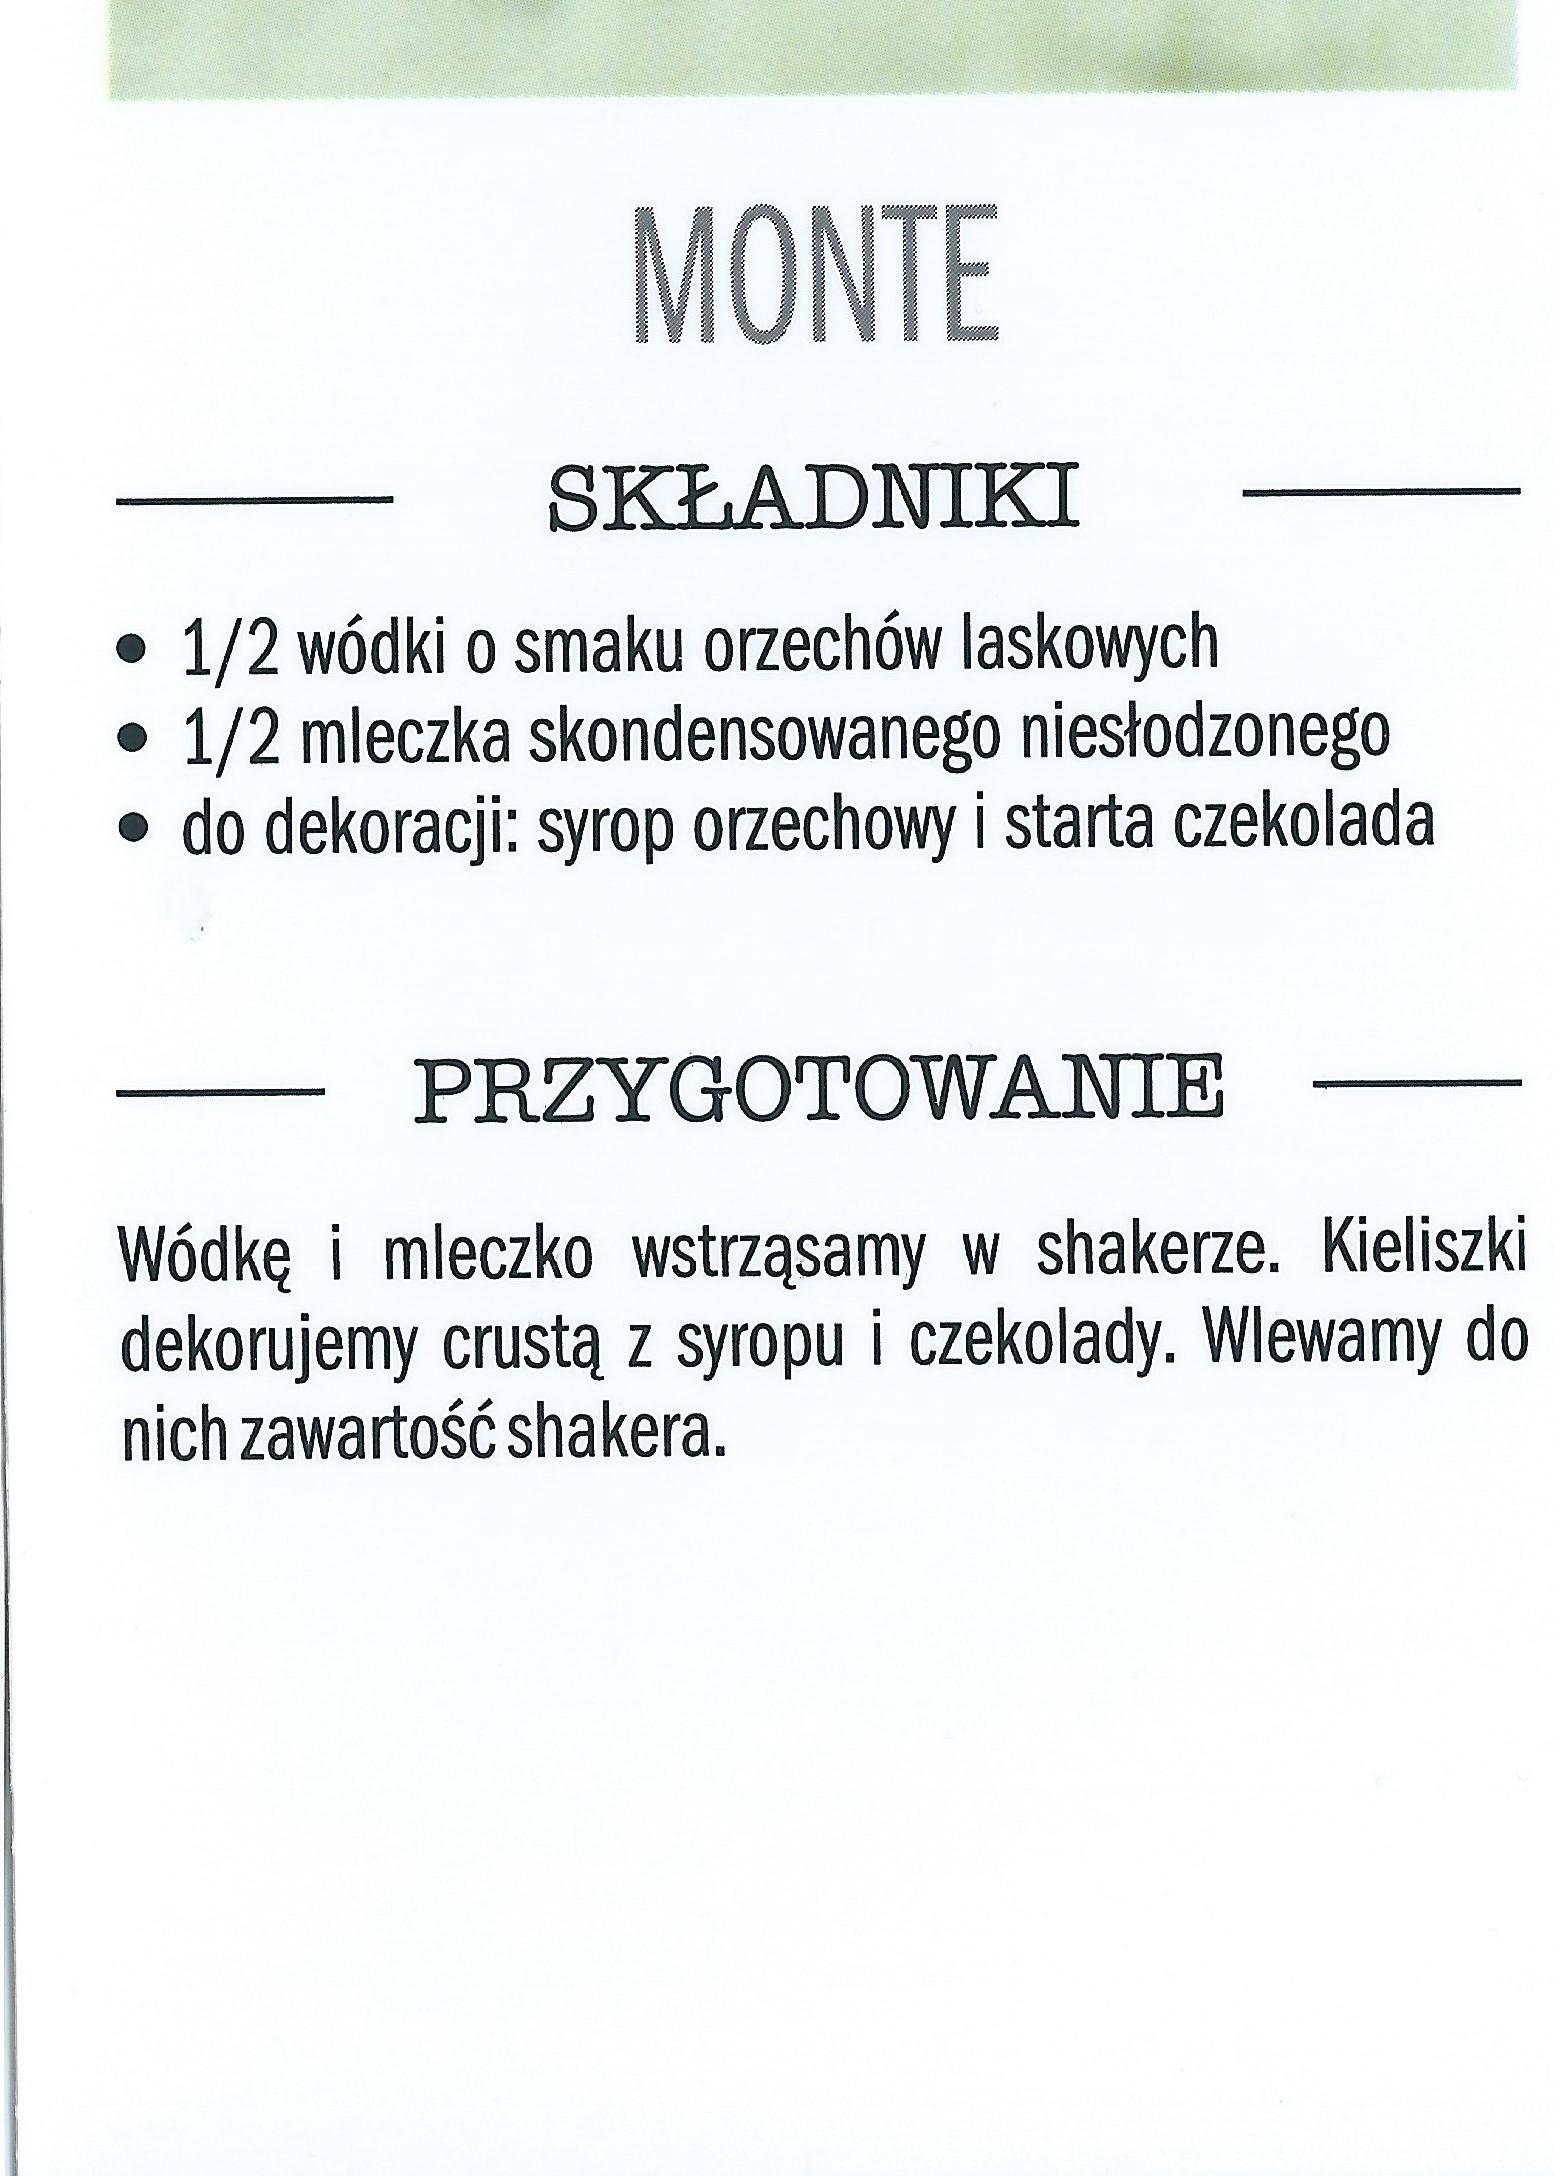 MONTE
SKŁADNIKI
• 1/2 wódki o smaku orzechów laskowych
• 1/2 mleczka skondensowanego niesłodzonego
• do dekoracji: syrop orzechowy i starta czekolada
PRZYGOTOWANIE
Wódkę i mleczko wstrząsamy w shakerze. Kieliszki
dekorujemy crustą z syropu i czekolady. Wlewamy do
nich zawartość shakera.